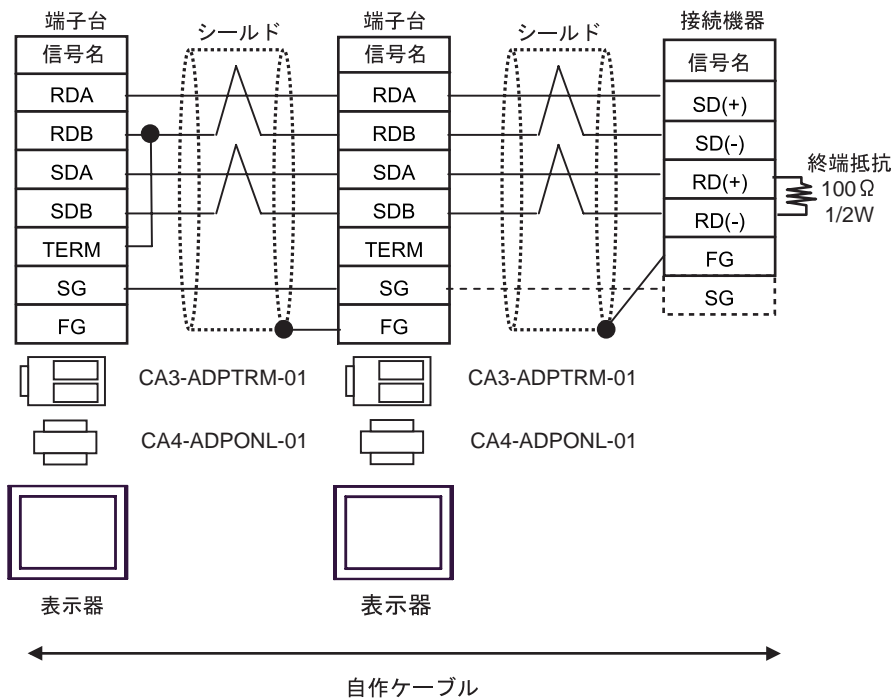 端子台
シールド
端子台
シールド
接続機器
信号名
信号名
信号名
RDA
RDA
SD(+)
RDB
RDB
SD(-)
SDA
SDA
RD(+)
終端抵抗
100Ω
1/2W
SDB
SDB
RD(-)
TERM
TERM
FG
SG
SG
SG
FG
FG
CA3-ADPTRM-01
CA3-ADPTRM-01
CA4-ADPONL-01
CA4-ADPONL-01
表示器
表示器
自作ケーブル